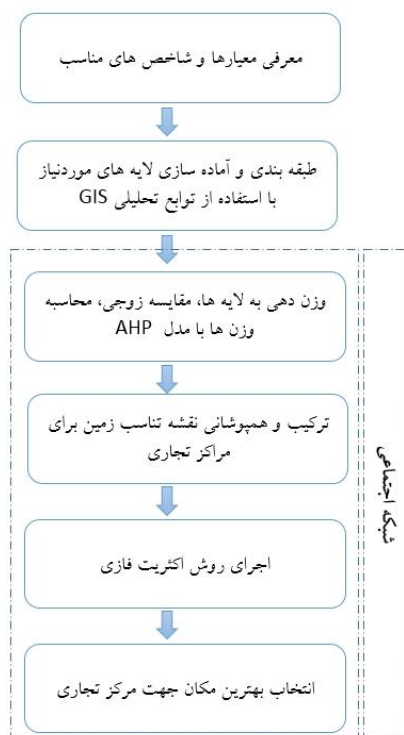 معرفی معیارها و شاخص های مناسب
طبقه بندی و آماده سازی لایه های موردنیاز
با استفاده از توابع تحلیلی GIS
وزن دهی به لایه ها، مقایسه زوجی، محاسبه
وزن ها با مدل AHP
ترکیب و همپوشانی نقشه تناسب زمین برای
مراکز تجاری
اجرای روش اکثریت فازی
انتخاب بهترین مکان جهت مرکز تجاری
شبکه اجتماعی